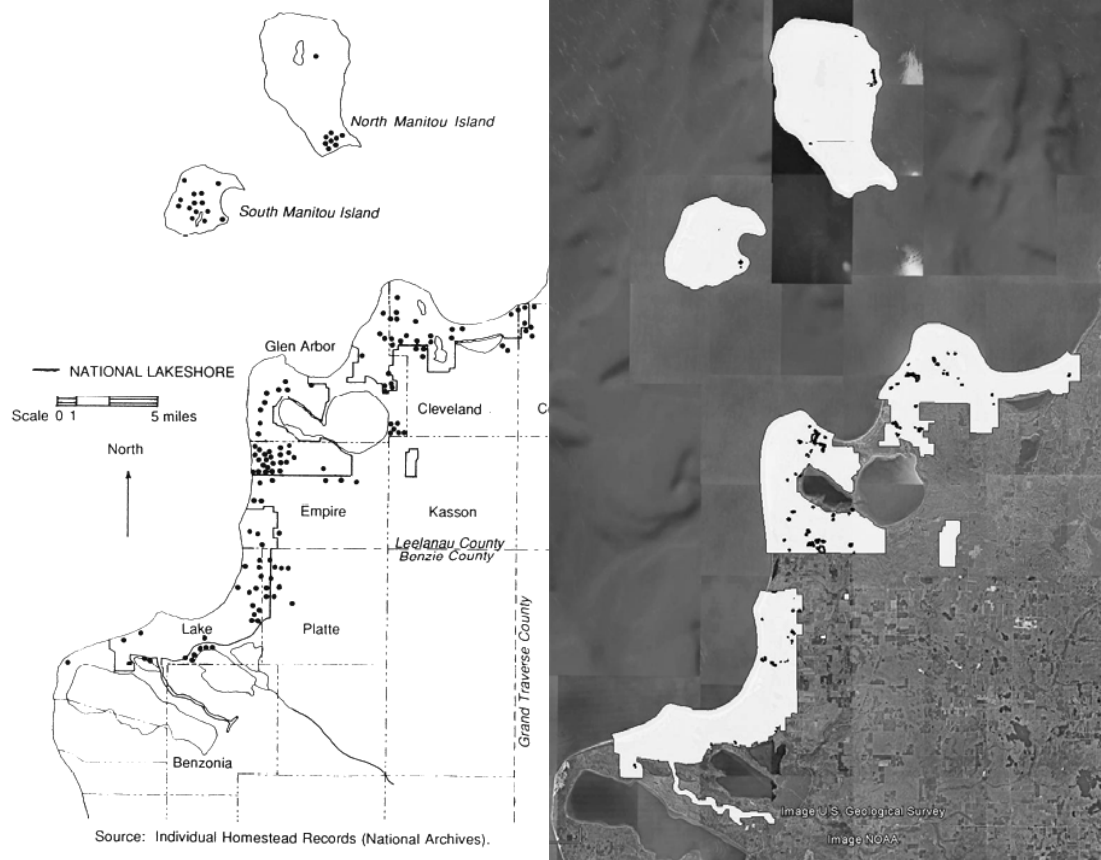 North Manitou Island
South Manitou Island
Glen Arbor
NATIONAL LAKESHORE
Scale 0 1 5 miles
Cleveland
C
North
Empire
Kasson
Leelanau County
Benzie County
Lake
Platte
Grand Traverse County
Benzonia
Source: Individual Homestead Records (National Archives).
Image U.S. Geological Survey
Image NOAA